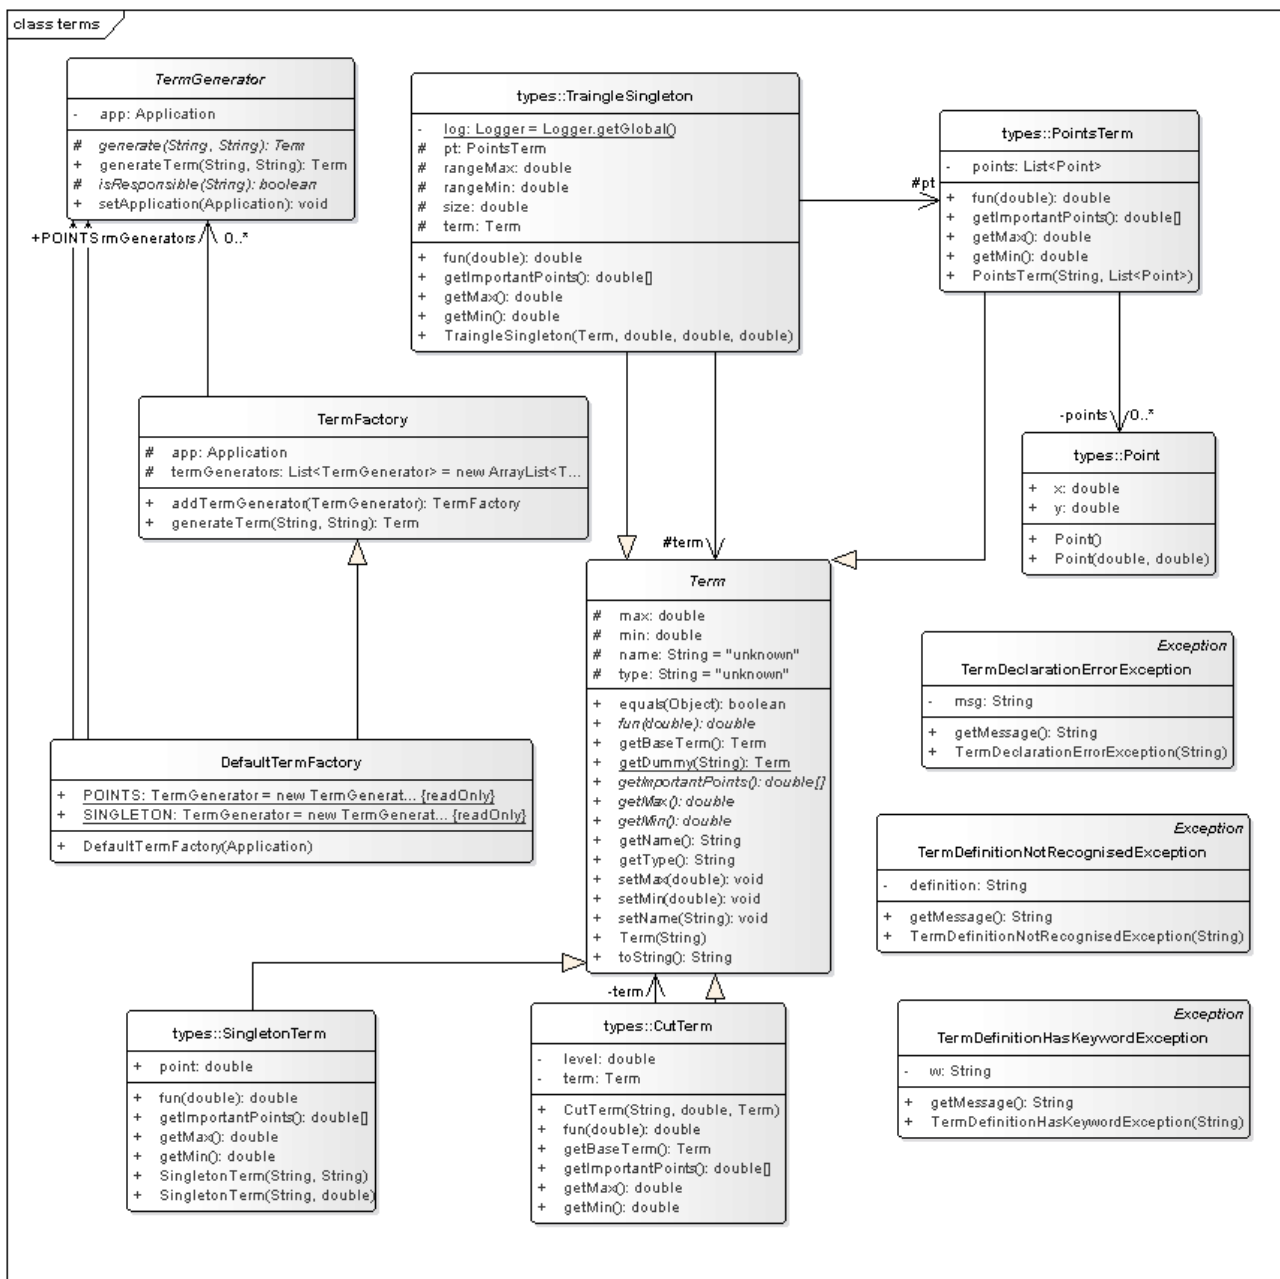 class terms
TermGenerator
- app: Application
# generate(String, String): Term
+ generateTerm(String, String): Term
# isResponsible(String): boolean
+ setApplication(Application): void
+POINTSrmGenerators 0..*
types::TraingleSingleton
- log: Logger = Logger.getGlobal()
# pt: PointsTerm
# rangeMax: double
# rangeMin: double
# size: double
# term: Term
+ fun(double): double
+ getImportantPoints(): double[]
+ getMax(): double
+ getMin(): double
+ TraingleSingleton(Term, double, double, double)
#pt
types::PointsTerm
- points: List<Point>
+ fun(double): double
+ getImportantPoints(): double[]
+ getMax(): double
+ getMin(): double
+ PointsTerm(String, List<Point>)
TermFactory
# app: Application
# termGenerators: List<TermGenerator> = new ArrayList<T...
+ addTermGenerator(TermGenerator): TermFactory
+ generateTerm(String, String): Term
-points 0..*
types::Point
+ x: double
+ y: double
+ Point()
+ Point(double, double)
#term
Term
# max: double
# min: double
# name: String = "unknown"
# type: String = "unknown"
+ equals(Object): boolean
+ fun(double): double
+ getBaseTerm(): Term
+ getDummy(String): Term
+ getImportantPoints(): double[]
+ getMax(): double
+ getMin(): double
+ getName(): String
+ getType(): String
+ setMax(double): void
+ setMin(double): void
+ setName(String): void
+ Term(String)
+ toString(): String
Exception
TermDeclarationErrorException
- msg: String
+ getMessage(): String
+ TermDeclarationErrorException(String)
DefaultTermFactory
+ POINTS: TermGenerator = new TermGenerat... {readOnly}
+ SINGLETON: TermGenerator = new TermGenerat... {readOnly}
+ DefaultTermFactory(Application)
Exception
TermDefinitionNotRecognisedException
- definition: String
+ getMessage(): String
+ TermDefinitionNotRecognisedException(String)
-term
types::SingletonTerm
+ point: double
+ fun(double): double
+ getImportantPoints(): double[]
+ getMax(): double
+ getMin(): double
+ SingletonTerm(String, String)
+ SingletonTerm(String, double)
types::CutTerm
- level: double
- term: Term
+ CutTerm(String, double, Term)
+ fun(double): double
+ getBaseTerm(): Term
+ getImportantPoints(): double[]
+ getMax(): double
+ getMin(): double
Exception
TermDefinitionHasKeywordException
- w: String
+ getMessage(): String
+ TermDefinitionHasKeywordException(String)